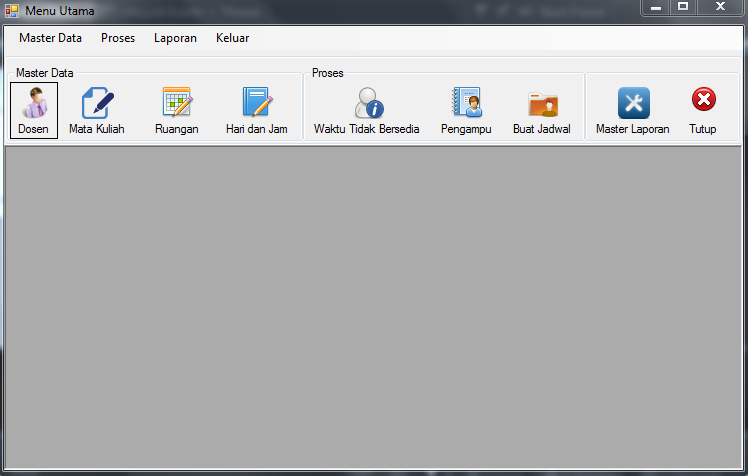 Menu Utama
Master Data Proses Laporan Keluar
Master Data Proses
Dosen Mata Kuliah Ruangan Hari dan Jam Waktu Tidak Bersedia Pengampu Buat Jadwal Master Laporan Tutup